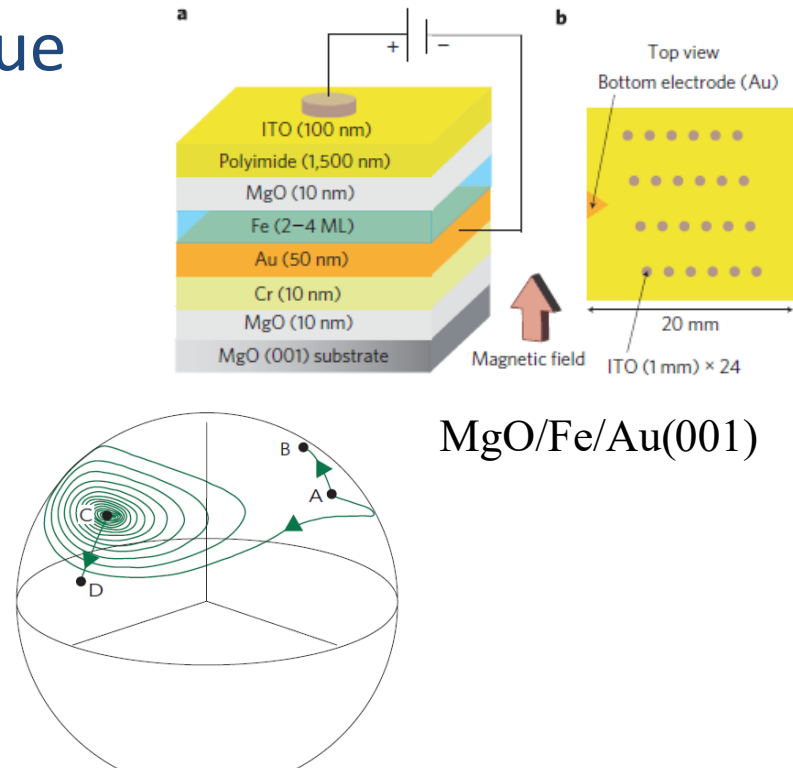 ue
a
+
−
b
Top view
Bottom electrode (Au)
ITO (100 nm)
Polyimide (1,500 nm)
MgO (10 nm)
Fe (2−4 ML)
Au (50 nm)
Cr (10 nm)
MgO (10 nm)
MgO (001) substrate
Magnetic field
20 mm
ITO (1 mm) × 24
MgO/Fe/Au(001)
B
A
C
D